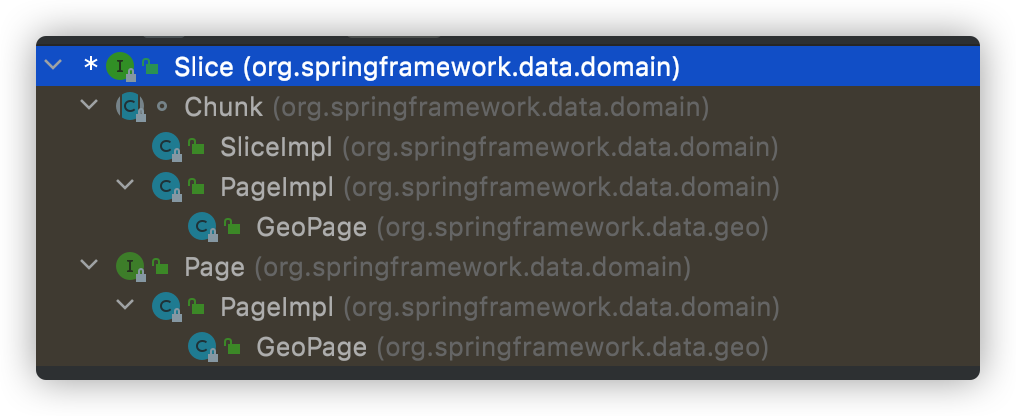 * I Slice (org.springframework.data.domain)
C Chunk (org.springframework.data.domain)
C SliceImpl (org.springframework.data.domain)
C PageImpl (org.springframework.data.domain)
C GeoPage (org.springframework.data.geo)
I Page (org.springframework.data.domain)
C PageImpl (org.springframework.data.domain)
C GeoPage (org.springframework.data.geo)